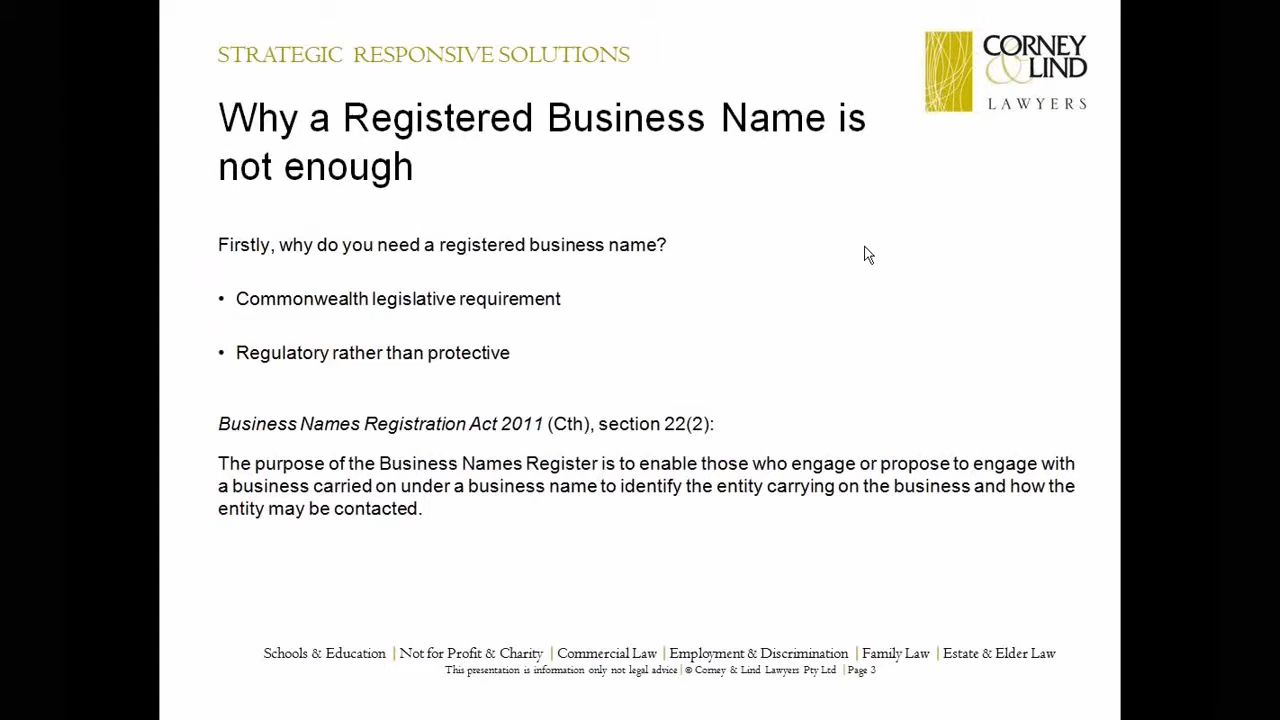 STRATEGIC RESPONSIVE SOLUTIONS
CORNEY
& LIND
LAWYERS
Why a Registered Business Name is
not enough
Firstly, why do you need a registered business name?
• Commonwealth legislative requirement
• Regulatory rather than protective
Business Names Registration Act 2011 (Cth), section 22(2):
The purpose of the Business Names Register is to enable those who engage or propose to engage with
a business carried on under a business name to identify the entity carrying on the business and how the
entity may be contacted.
Schools & Education | Not for Profit & Charity | Commercial Law | Employment & Discrimination | Family Law | Estate & Elder Law
This presentation is information only not legal advice | © Corney & Lind Lawyers Pty Ltd | Page 3